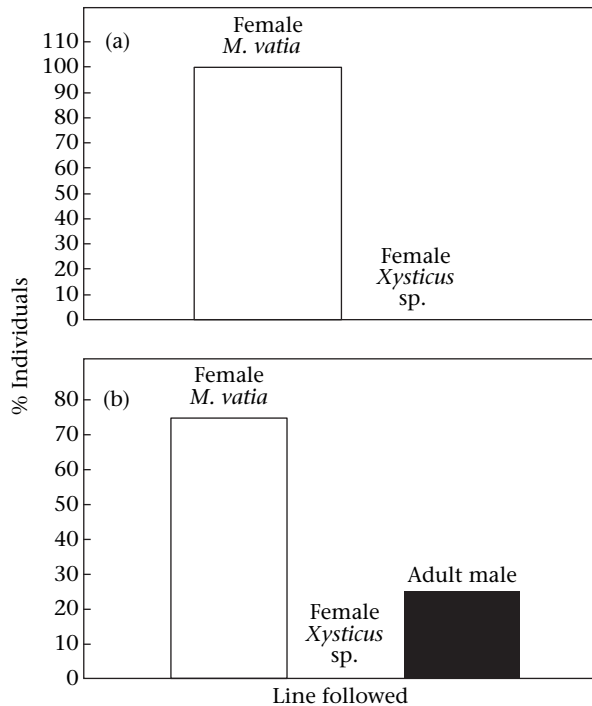 % Individuals
(a)
Female
M. vatia
110
100
90
80
70
60
50
40
30
20
10
0
Female
Xysticus
sp.
(b)
Female
M. vatia
80
70
60
50
40
30
20
10
0
Female
Xysticus
sp.
Adult male
Line followed